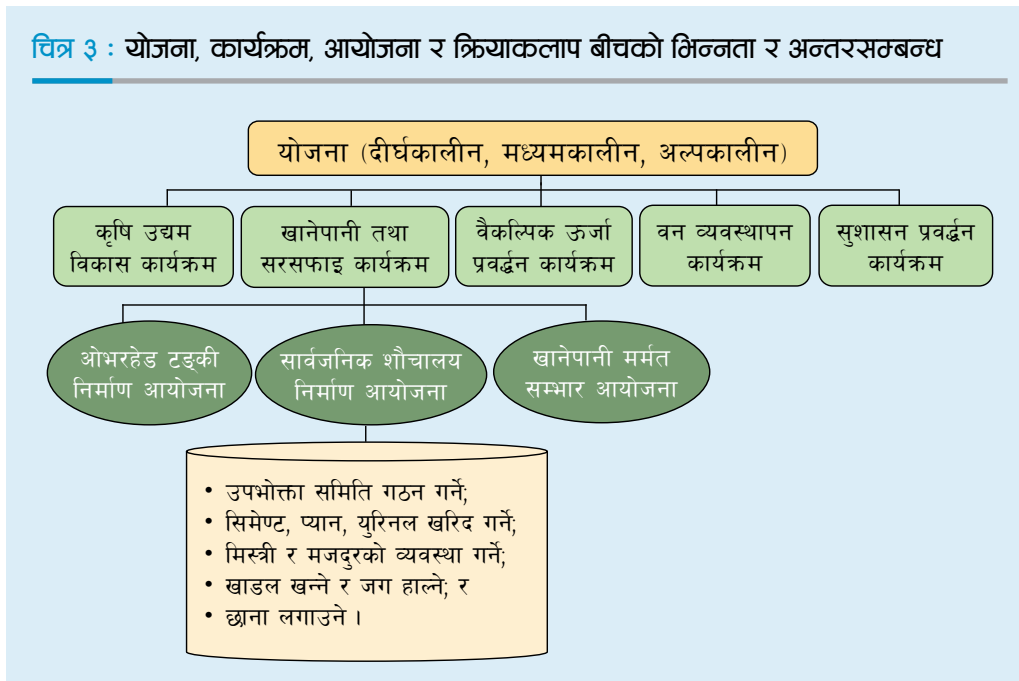 चित्र ३ : योजना, कार्यक्रम, आयोजना र क्रियाकलाप बीचको भिन्नता र अन्तरसम्बन्ध
योजना (दीर्घकालीन, मध्यमकालीन, अल्पकालीन)
कृषि उद्यम
विकास कार्यक्रम
खानेपानी तथा
सरसफाइ कार्यक्रम
वैकल्पिक ऊर्जा
प्रवर्द्धन कार्यक्रम
वन व्यवस्थापन
कार्यक्रम
सुशासन प्रवर्द्धन
कार्यक्रम
ओभरहेड टङ्की
निर्माण आयोजना
सार्वजनिक शौचालय
निर्माण आयोजना
खानेपानी मर्मत
सम्भार आयोजना
• उपभोक्ता समिति गठन गर्ने;
• सिमेण्ट, प्यान, युरिनल खरिद गर्ने;
• मिस्त्री र मजदुरको व्यवस्था गर्ने;
• खाडल खन्ने र जग हाल्ने; र
• छाना लगाउने ।